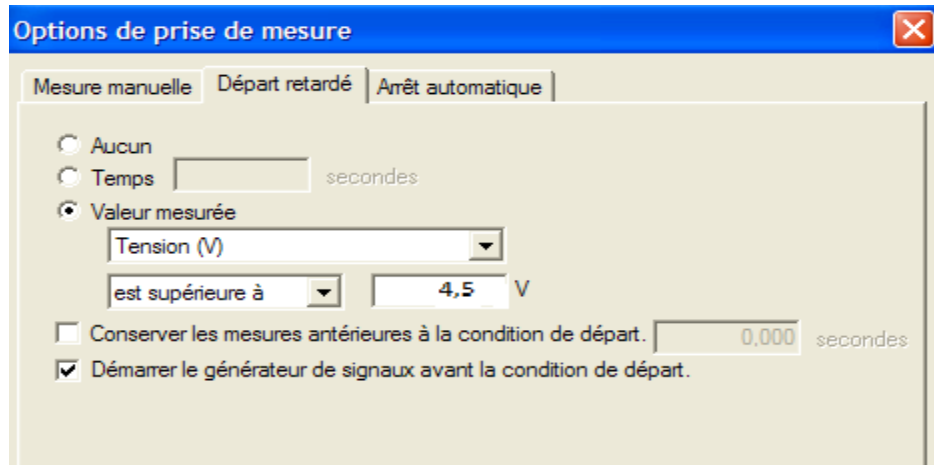 Options de prise de mesure
Mesure manuelle Départ retardé Arrêt automatique
Aucun
Temps secondes
Valeur mesurée
Tension (V)
est supérieure à 4,5 V
Conserver les mesures antérieures à la condition de départ. 0,000 secondes
Démarrer le générateur de signaux avant la condition de départ.